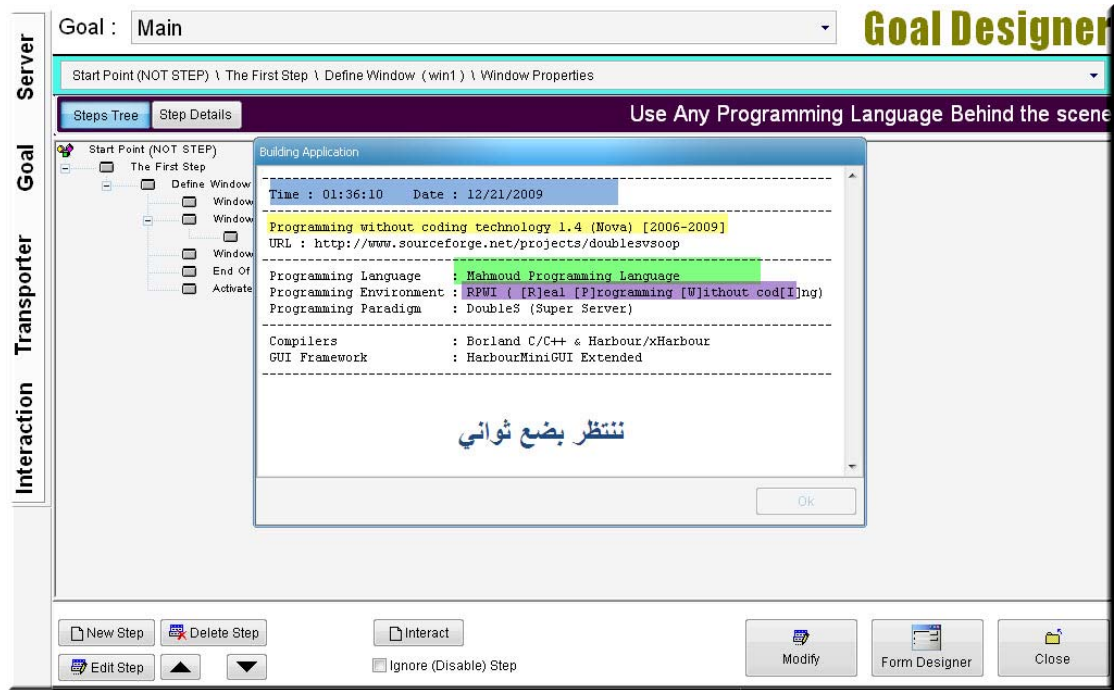 Server
Goal
Transporter
Interaction
Goal : Main
Goal Designer
Start Point (NOT STEP) \ The First Step \ Define Window ( win1 ) \ Window Properties
Steps Tree
Step Details
Use Any Programming Language Behind the scene
Start Point (NOT STEP)
The First Step
Define Window
Window
Window
Window
End Of
Activate
Building Application
Time : 01:36:10 Date : 12/21/2009
Programming without coding technology 1.4 (Nova) [2006-2009]
URL : http://www.sourceforge.net/projects/doublesvsoop
Programming Language : Mahmoud Programming Language
Programming Environment : RPWI ( [R]eal [P]rogramming [W]ithout cod[I]ng)
Programming Paradigm : DoubleS (Super Server)
Compilers : Borland C/C++ & Harbour/xHarbour
GUI Framework : HarbourMiniGUI Extended
ننتظر بضع ثواني
Ok
New Step
Delete Step
Interact
Edit Step
Ignore (Disable) Step
Modify
Form Designer
Close